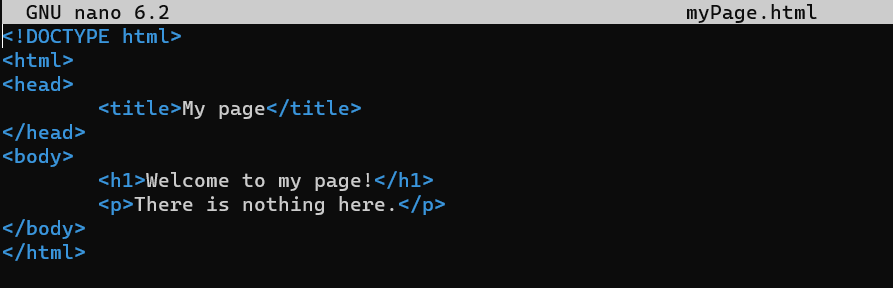 GNU nano 6.2 myPage.html
<!DOCTYPE html>
<html>
<head>
        <title>My page</title>
</head>
<body>
        <h1>Welcome to my page!</h1>
        <p>There is nothing here.</p>
</body>
</html>